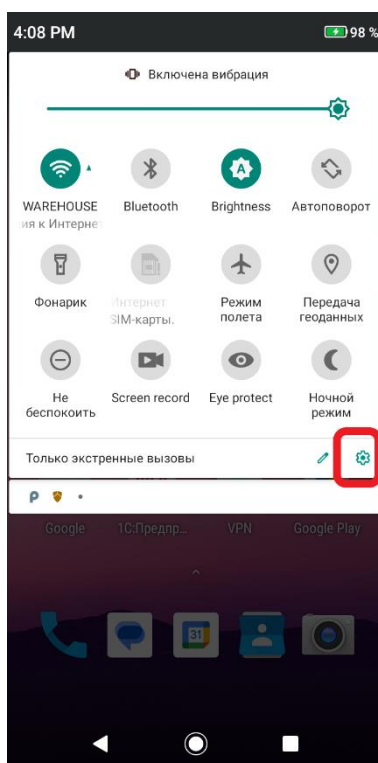 4:08 PM
98 %
Включена вибрация
A
WAREHOUSE
Bluetooth
Brightness
Автоповорот
ия к Интернет
Фонарик
Интернет
SIM-карты.
Режим
полета
Передача
геоданных
Не
беспокоить
Screen record
Eye protect
Ночной
режим
Только экстренные вызовы
Google
1С:Предпр...
VPN
Google Play
31